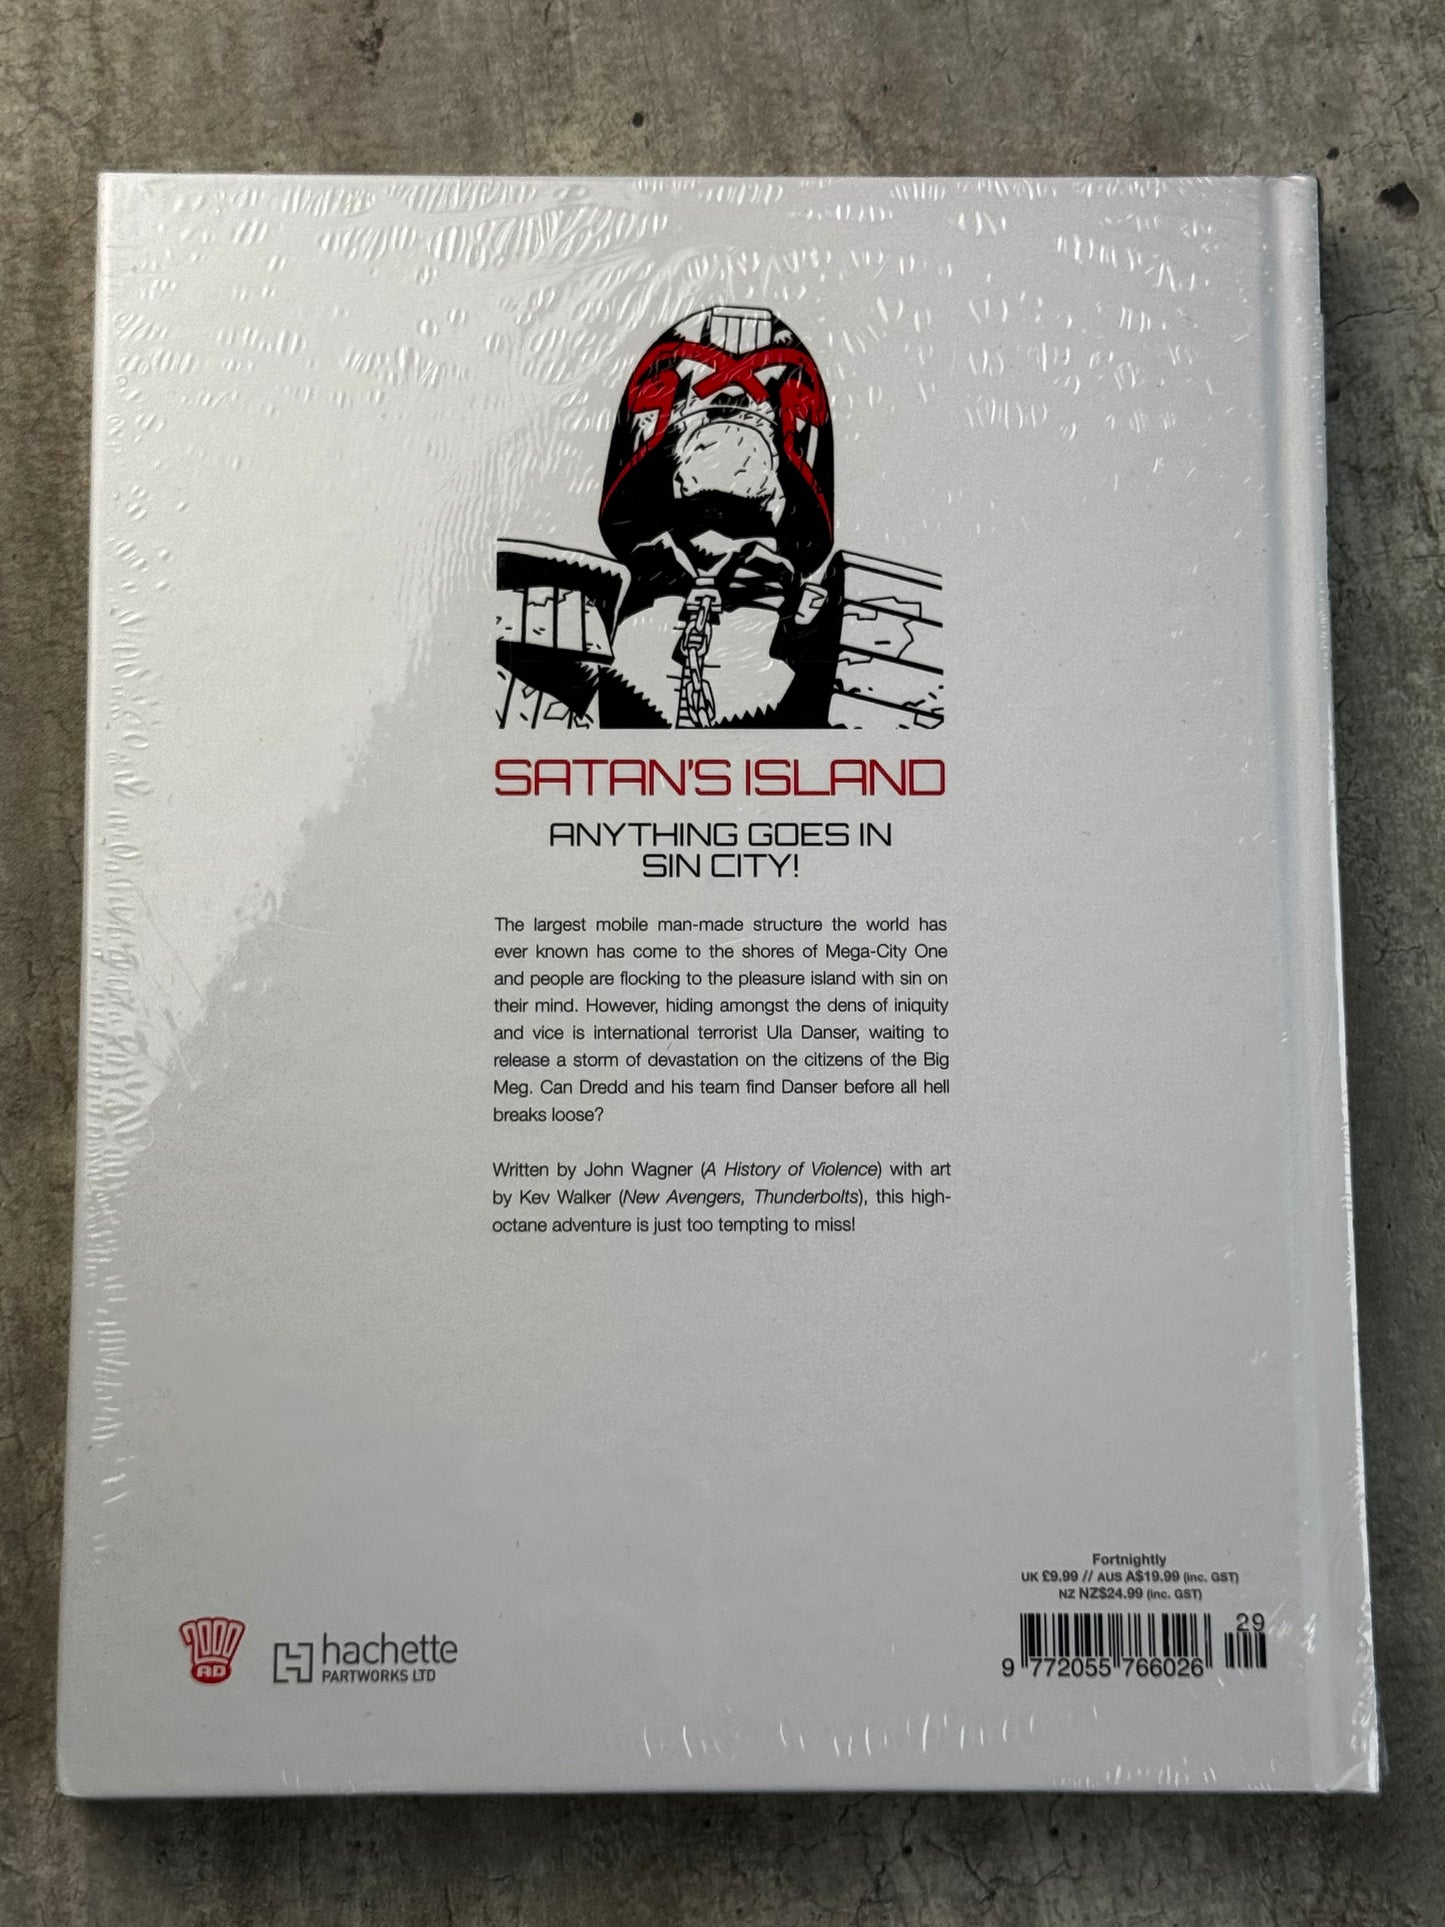 SATAN'S ISLAND
ANYTHING GOES IN
SIN CITY!
The largest mobile man-made structure the world has
ever known has come to the shores of Mega-City One
and people are flocking to the pleasure island with sin on
their mind. However, hiding amongst the dens of iniquity
and vice is international terrorist Ula Danser, waiting to
release a storm of devastation on the citizens of the Big
Meg. Can Dredd and his team find Danser before all hell
breaks loose?
Written by John Wagner (A History of Violence) with art
by Kev Walker (New Avengers, Thunderbolts), this high-
octane adventure is just too tempting to miss!
Fortnightly
UK £9.99 // AUS A$19.99 (inc. GST)
NZ NZ$24.99 (inc. GST)
29
9 772055 766026
2000
AD
hachette
PARTWORKS LTD